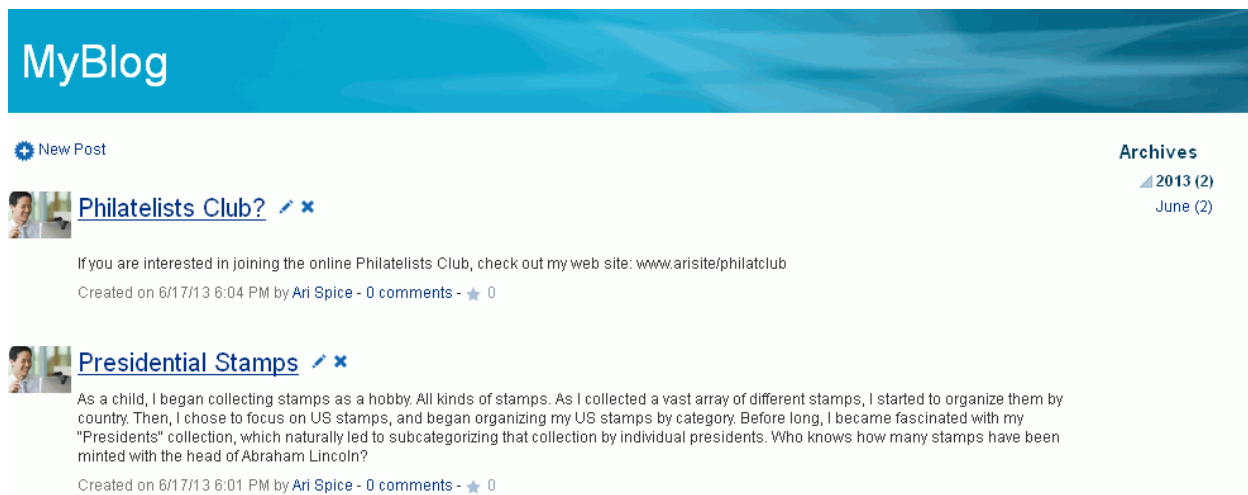 MyBlog
New Post
Archives
2013 (2)
June (2)
Philatelists Club?
If you are interested in joining the online Philatelists Club, check out my web site: www.arisite/philatclub
Created on 6/17/13 6:04 PM by Ari Spice - 0 comments - 0
Presidential Stamps
As a child, I began collecting stamps as a hobby. All kinds of stamps. As I collected a vast array of different stamps, I started to organize them by
country. Then, I chose to focus on US stamps, and began organizing my US stamps by category. Before long, I became fascinated with my
"Presidents" collection, which naturally led to subcategorizing that collection by individual presidents. Who knows how many stamps have been
minted with the head of Abraham Lincoln?
Created on 6/17/13 6:01 PM by Ari Spice - 0 comments - 0